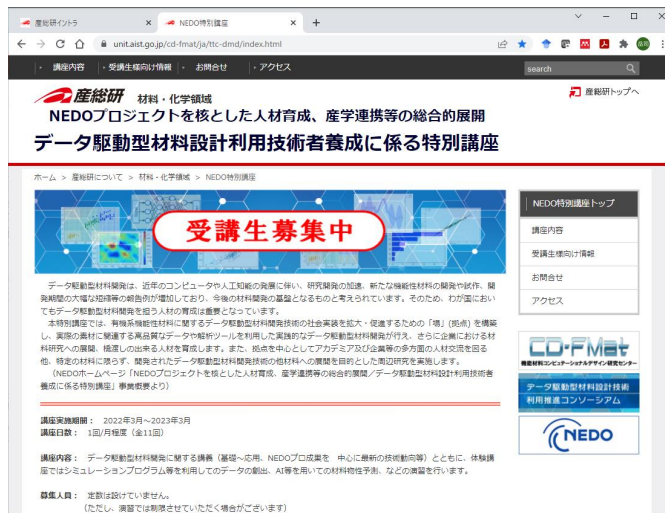 産総研イントラ
NEDO特別講座
unit.aist.go.jp/cd-fmat/ja/ttc-dmd/index.html
講座内容
受講生様向け情報
お問合せ
アクセス
search
産総研 材料・化学領域
産総研トップへ
NEDOプロジェクトを核とした人材育成、産学連携等の総合的展開
データ駆動型材料設計利用技術者養成に係る特別講座
ホーム > 産総研について > 材料・化学領域 > NEDO特別講座
受講生募集中
データ駆動型材料開発は、近年のコンピュータや人工知能の発展に伴い、研究開発の加速、新たな機能性材料の開発や試作、開
発期間の大幅な短縮等の報告例が増加しており、今後の材料開発の基盤となるものと考えられています。そのため、わが国におい
てもデータ駆動型材料開発を担う人材の育成は重要となっています。
本特別講座では、有機系機能性材料に関するデータ駆動型材料開発技術の社会実装を拡大・促進するための「場」(拠点) を構築
し、実際の素材に関連する高品質なデータや解析ツールを利用した実践的なデータ駆動型材料開発が行え、さらに企業における材
料研究への展開、橋渡しの出来る人材を育成します。また、拠点を中心としてアカデミア及び企業等の多方面の人材交流を図る
他、特定の材料に限らず、開発されたデータ駆動型材料開発技術の他材料への展開を目的とした周辺研究を実施します。
（NEDOホームページ「NEDOプロジェクトを核とした人材育成、産学連携等の総合的展開／データ駆動型材料設計利用技術者
養成に係る特別講座」事業概要より）
講座実施期間： 2022年3月～2023年3月
講座日数： 1回/月程度（全11回）
講座内容： データ駆動型材料開発に関する講義（基礎～応用、NEDOプロ成果を 中心に最新の技術動向等）とともに、体験講
座ではシミュレーションプログラム等を利用してのデータの創出、AI等を用いての材料物性予測、などの演習を行います。
募集人員： 定数は設けていません。
（ただし、演習では制限させていただく場合がございます）
NEDO特別講座トップ
講座内容
受講生様向け情報
お問合せ
アクセス
CD・FMat
機能材料コンピュテーショナルデザイン研究センター
データ駆動型材料設計技術
利用推進コンソーシアム
NEDO